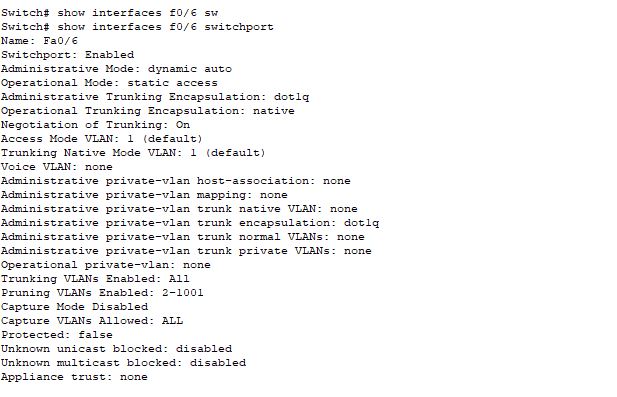 Switch# show interfaces f0/6 sw
Switch# show interfaces f0/6 switchport
Name: Fa0/6
Switchport: Enabled
Administrative Mode: dynamic auto
Operational Mode: static access
Administrative Trunking Encapsulation: dot1q
Operational Trunking Encapsulation: native
Negotiation of Trunking: On
Access Mode VLAN: 1 (default)
Trunking Native Mode VLAN: 1 (default)
Voice VLAN: none
Administrative private-vlan host-association: none
Administrative private-vlan mapping: none
Administrative private-vlan trunk native VLAN: none
Administrative private-vlan trunk encapsulation: dot1q
Administrative private-vlan trunk normal VLANs: none
Administrative private-vlan trunk private VLANs: none
Operational private-vlan: none
Trunking VLANs Enabled: All
Pruning VLANs Enabled: 2-1001
Capture Mode Disabled
Capture VLANs Allowed: ALL
Protected: false
Unknown unicast blocked: disabled
Unknown multicast blocked: disabled
Appliance trust: none